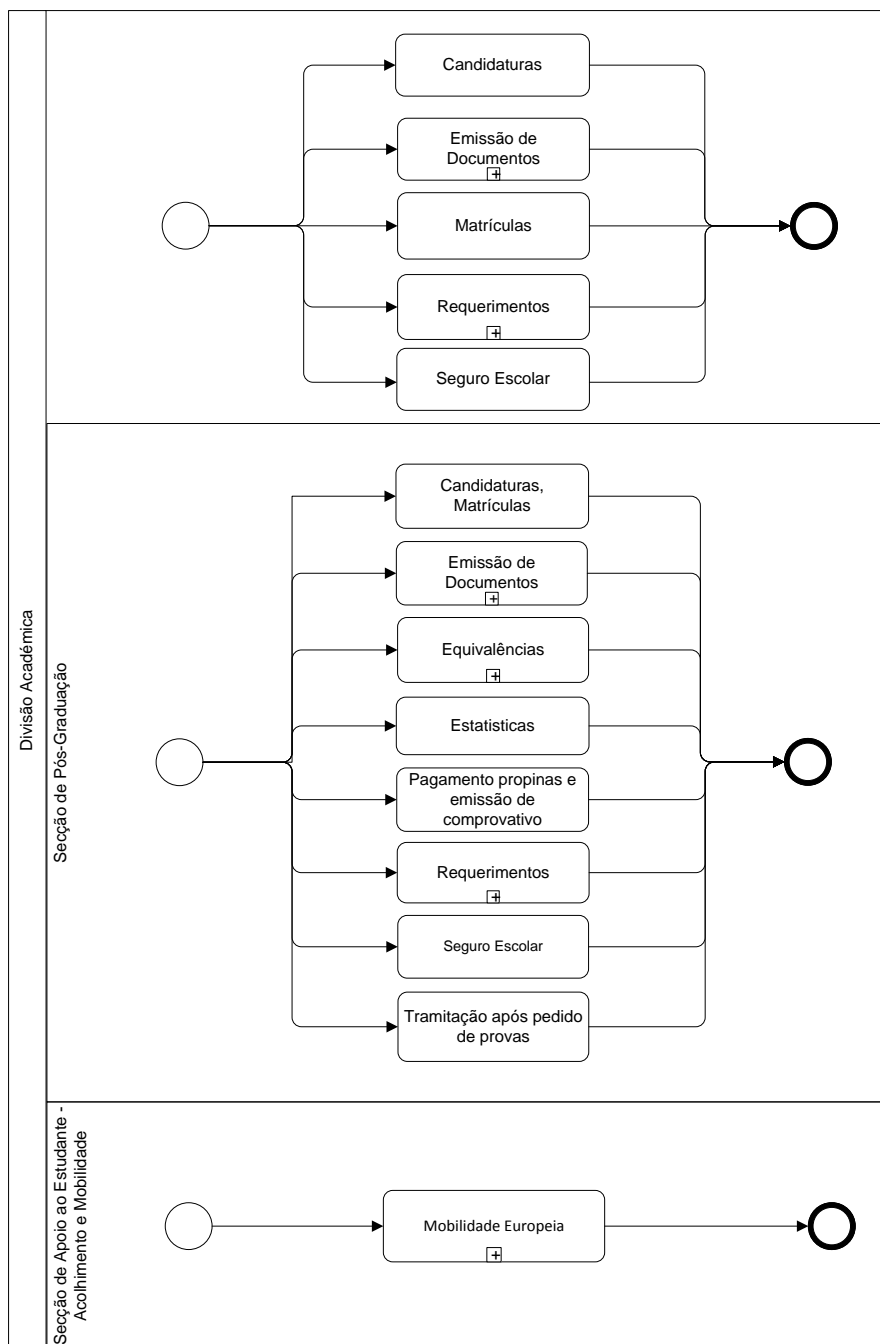 Divisão Académica
Candidaturas
Emissão de
Documentos
Matrículas
Requerimentos
Seguro Escolar
Secção de Pós-Graduação
Candidaturas,
Matrículas
Emissão de
Documentos
Equivalências
Estatisticas
Pagamento propinas e
emissão de
comprovativo
Requerimentos
Seguro Escolar
Tramitação após pedido
de provas
Secção de Apoio ao Estudante -
Acolhimento e Mobilidade
Mobilidade Europeia